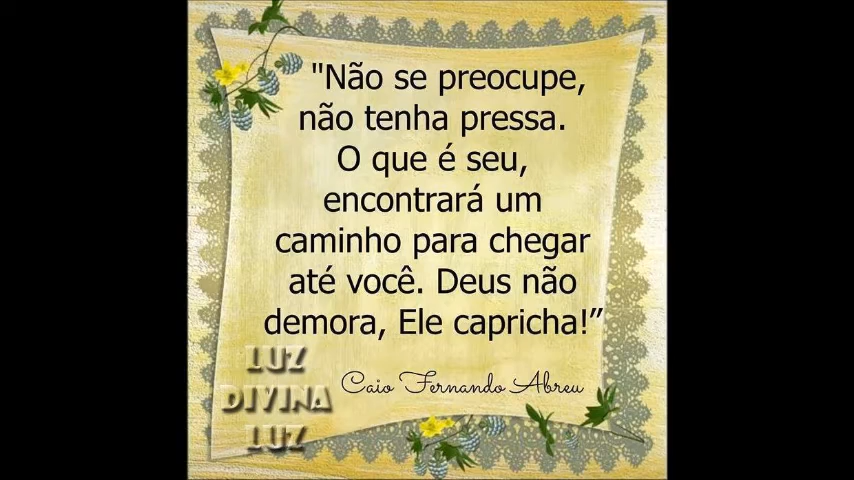 "Não se preocupe,
não tenha pressa.
O que é seu,
encontrará um
caminho para chegar
até você. Deus não
demora, Ele capricha!”
Caio Fernando Abreu
LUZ
DIVINA
LUZ